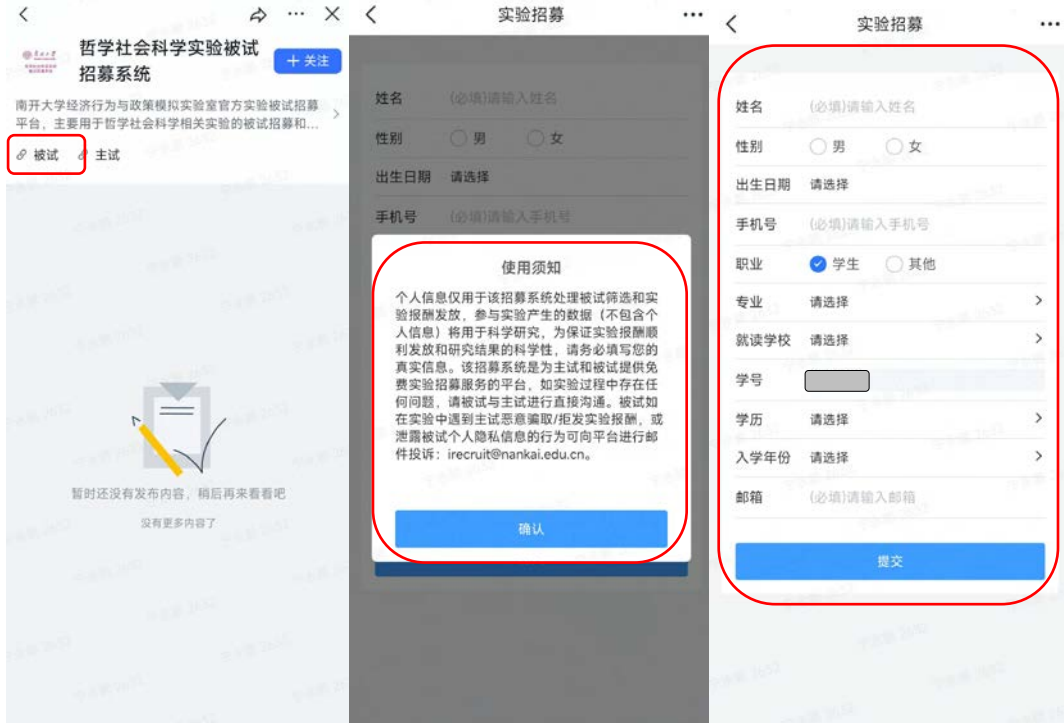 哲学社会科学实验被试
招募系统
+ 关注
南开大学经济行为与政策模拟实验室官方实验被试招募
平台，主要用于哲学社会科学相关实验的被试招募和...
被试
主试
暂时还没有发布内容，稍后再来看看吧
没有更多内容了
实验招募
姓名 (必填)请输入姓名
性别 男 女
出生日期 请选择
手机号 (必填)请输入手机号
使用须知
个人信息仅用于该招募系统处理被试筛选和实
验报酬发放，参与实验产生的数据（不包含个
人信息）将用于科学研究，为保证实验报酬顺
利发放和研究结果的科学性，请务必填写您的
真实信息。该招募系统是为主试和被试提供免
费实验招募服务的平台，如实验过程中存在任
何问题，请被试与主试进行直接沟通。被试如
在实验中遇到主试恶意骗取/拒发实验报酬，或
泄露被试个人隐私信息的行为可向平台进行邮
件投诉：irecruit@nankai.edu.cn。
确认
实验招募
姓名 (必填)请输入姓名
性别 男 女
出生日期 请选择
手机号 (必填)请输入手机号
职业 学生 其他
专业 请选择
就读学校 请选择
学号
学历 请选择
入学年份 请选择
邮箱 (必填)请输入邮箱
提交